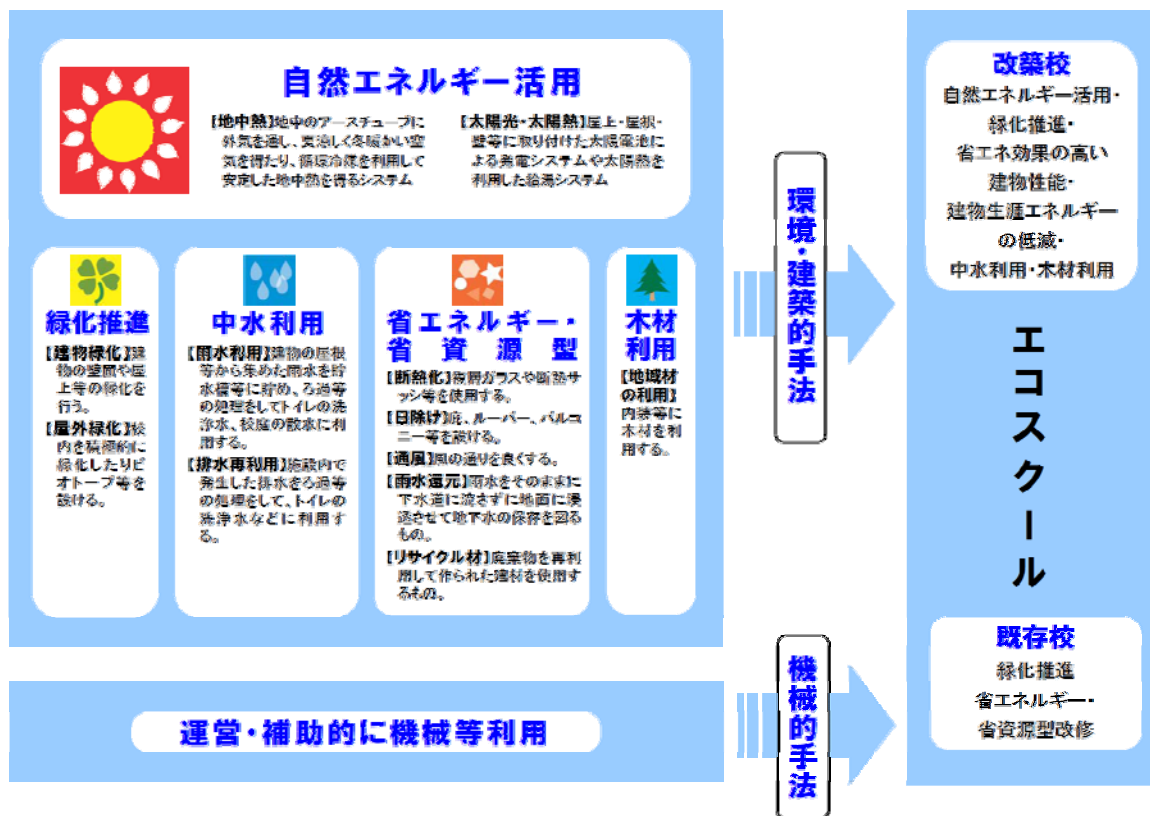 自然エネルギー活用
【地中熱】地中のアースチューブに
外気を通し、夏涼しく冬暖かい空
気を得たり、循環冷媒を利用して
安定した地中熱を得るシステム
【太陽光・太陽熱】屋上・屋根・
壁等に取り付けた太陽電池に
よる発電システムや太陽熱を
利用した給湯システム
緑化推進
【建物緑化】建
物の壁面や屋
上等の緑化を
行う。
【屋外緑化】校
内を積極的に
緑化したりビ
オトープ等を
設ける。
中水利用
【雨水利用】建物の屋根
等から集めた雨水を貯
水槽等に貯め、ろ過等
の処理をしてトイレの洗
浄水、校庭の散水に利
用する。
【排水再利用】施設内で
発生した排水をろ過等
の処理をして、トイレの
洗浄水などに利用す
る。
省エネルギー・
省資源型
【断熱化】複層ガラスや断熱サ
ッシ等を使用する。
【日除け】庇、ルーバー、バルコ
ニー等を設ける。
【通風】風の通りを良くする。
【雨水還元】雨水をそのままに
下水道に流さずに地面に浸
透させて地下水の保存を図る
もの。
【リサイクル材】廃棄物を再利
用して作られた建材を使用す
るもの。
木材
利用
【地域材
の利用】
内装等に
木材を利
用する。
運営・補助的に機械等利用
環境・建築的手法
機械的手法
改築校
自然エネルギー活用・
緑化推進・
省エネ効果の高い
建物性能・
建物生涯エネルギー
の低減・
中水利用・木材利用
エコスクール
既存校
緑化推進
省エネルギー・
省資源型改修